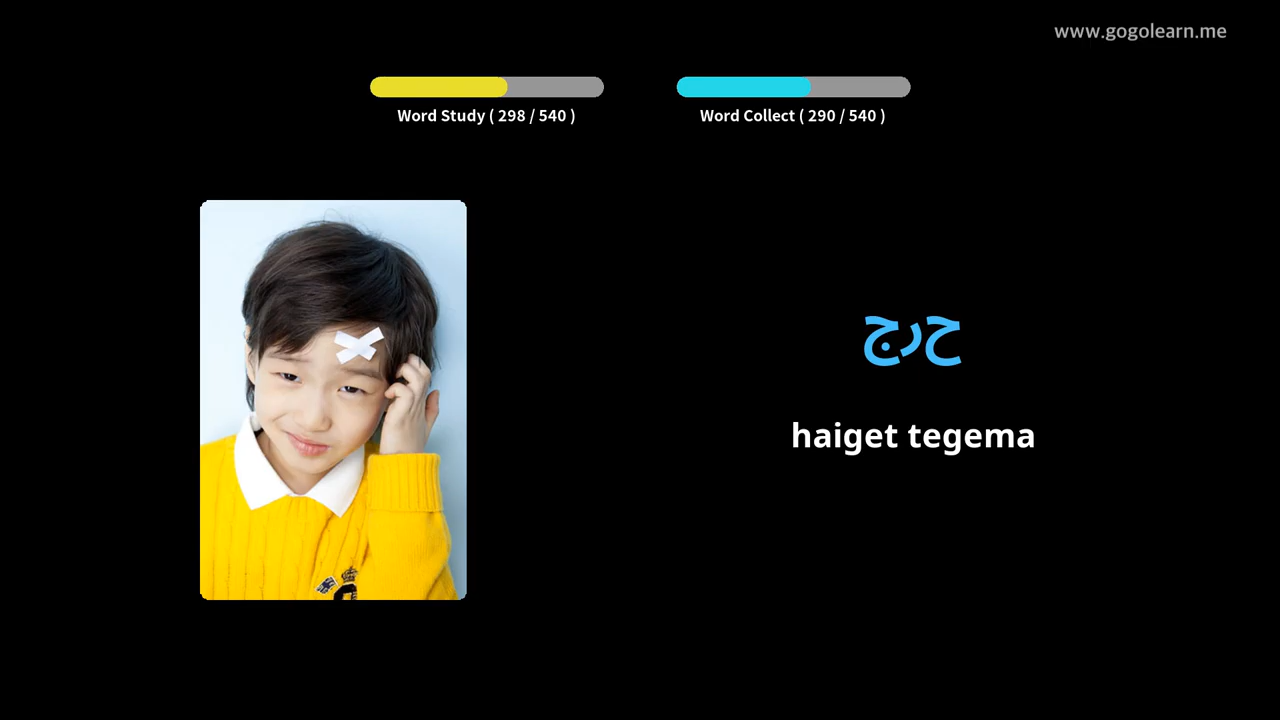 www.gogolearn.me
Word Study ( 298 / 540 )
Word Collect ( 290 / 540 )
حرج
haiget tegema